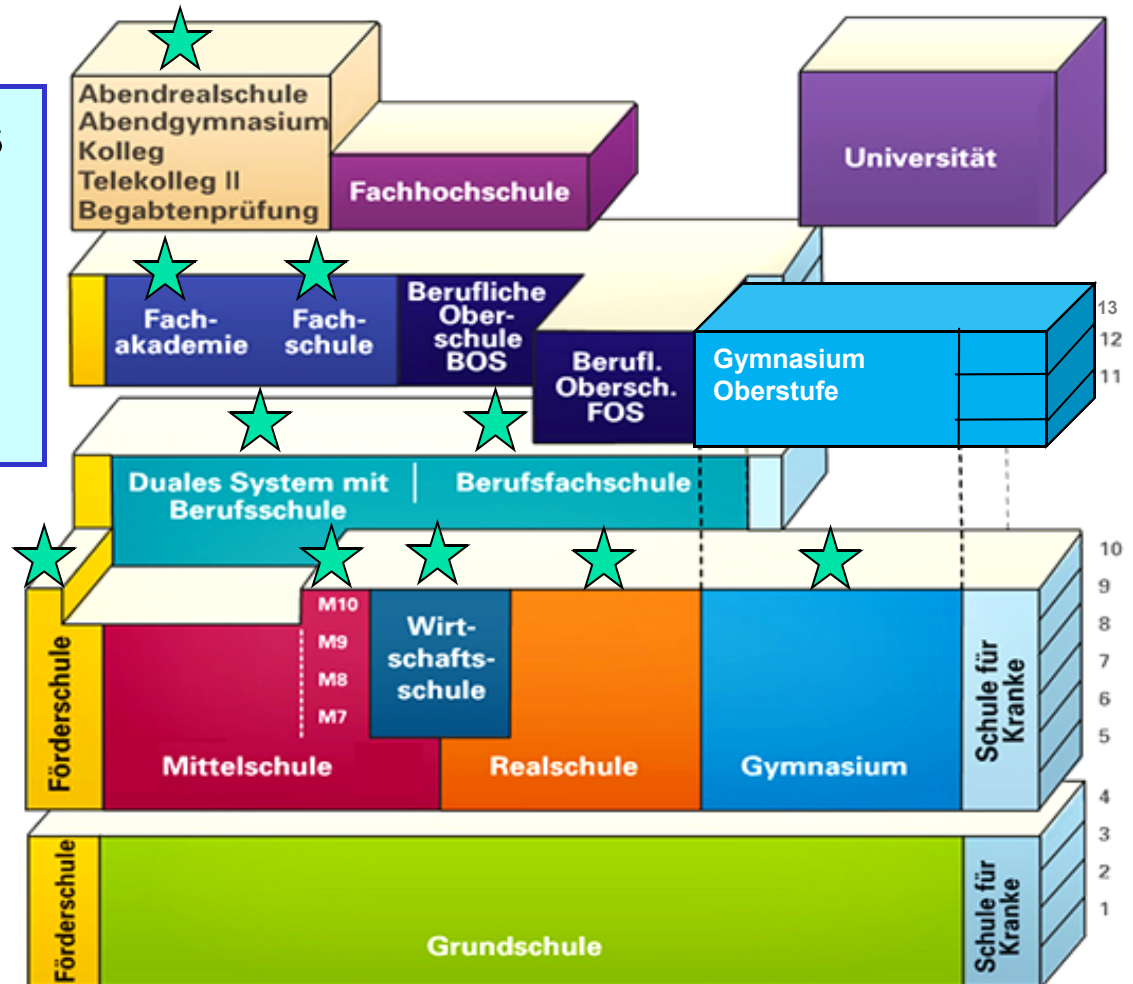 Abendrealschule
Abendgymnasium
Kolleg
Telekolleg II
Begabtenprüfung
Fachhochschule
Universität
Fach-
akademie
Fach-
schule
Berufliche
Ober-
schule
BOS
Berufl.
Obersch.
FOS
Gymnasium
Oberstufe
13
12
11
Duales System mit
Berufsschule
Berufsfachschule
Förderschule
Mittelschule
M10
M9
M8
M7
Wirt-
schafts-
schule
Realschule
Gymnasium
Schule für
Kranke
10
9
8
7
6
5
Förderschule
Grundschule
Schule für
Kranke
4
3
2
1